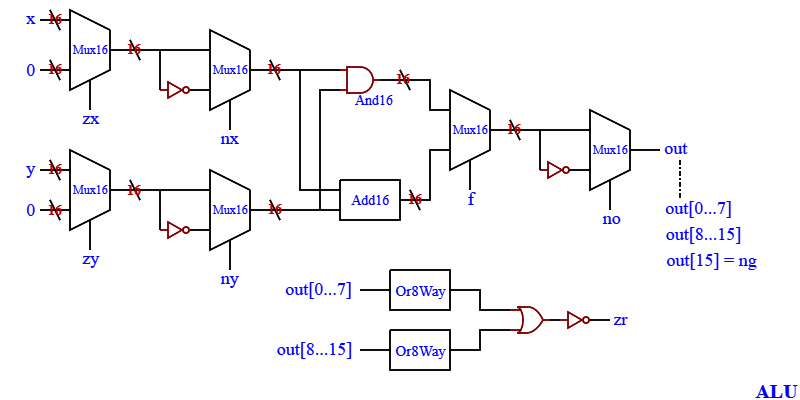 x 16
Mux16 16
0 16
zx
Mux16 16
nx
And16 16
Mux16 16
f
Mux16 out
no
y 16
Mux16 16
0 16
zy
Mux16 16
ny
Add16 16
out[0...7]
out[8...15]
out[15] = ng
out[0...7] Or8Way
zr
out[8...15] Or8Way
ALU